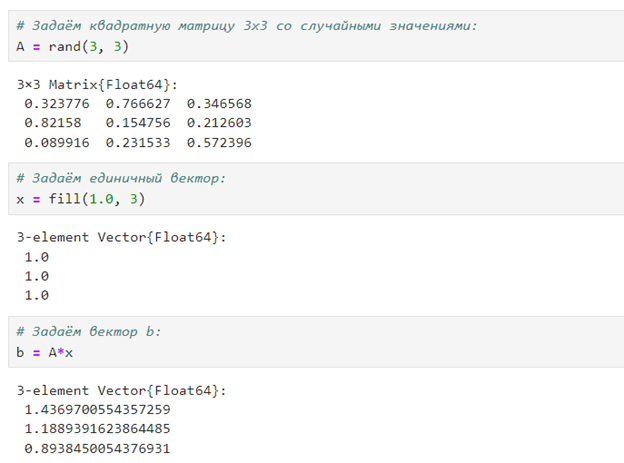 # Задаём квадратную матрицу 3x3 со случайными значениями:
A = rand(3, 3)
3×3 Matrix{Float64}:
0.323776 0.766627 0.346568
0.82158 0.154756 0.212603
0.089916 0.231533 0.572396
# Задаём единичный вектор:
x = fill(1.0, 3)
3-element Vector{Float64}:
1.0
1.0
1.0
# Задаём вектор b:
b = A*x
3-element Vector{Float64}:
1.4369700554357259
1.1889391623864485
0.8938450054376931